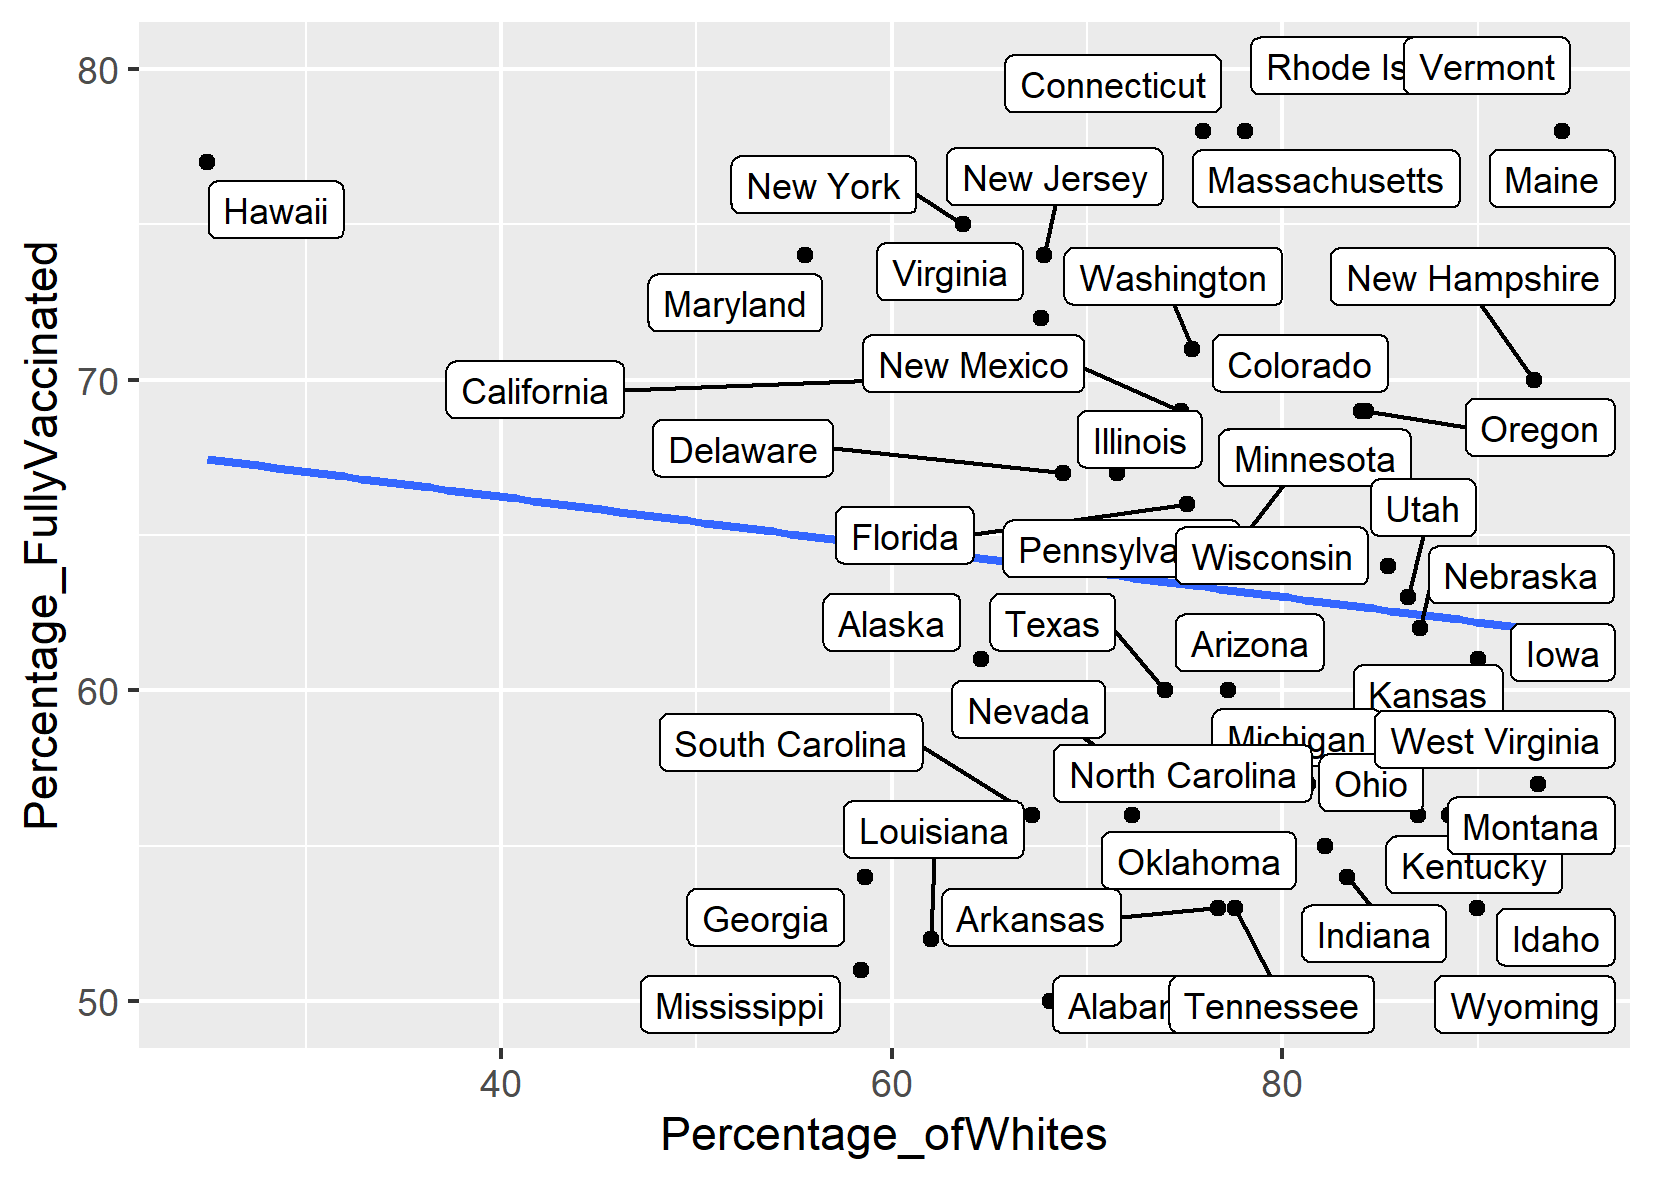 80
Rhode Is
Vermont
Connecticut
Massachusetts
Maine
New York
New Jersey
Hawaii
Virginia
Washington
New Hampshire
Maryland
70
New Mexico
Colorado
California
Illinois
Oregon
Delaware
Minnesota
Utah
Florida
Pennsylva
Wisconsin
Nebraska
Alaska
Texas
Arizona
Iowa
60
Kansas
Nevada
South Carolina
Michigan
West Virginia
North Carolina
Ohio
Louisiana
Montana
Oklahoma
Kentucky
Georgia
Arkansas
Indiana
Idaho
50
Mississippi
Alabar
Tennessee
Wyoming
40
60
80
Percentage_ofWhites
Percentage_FullyVaccinated